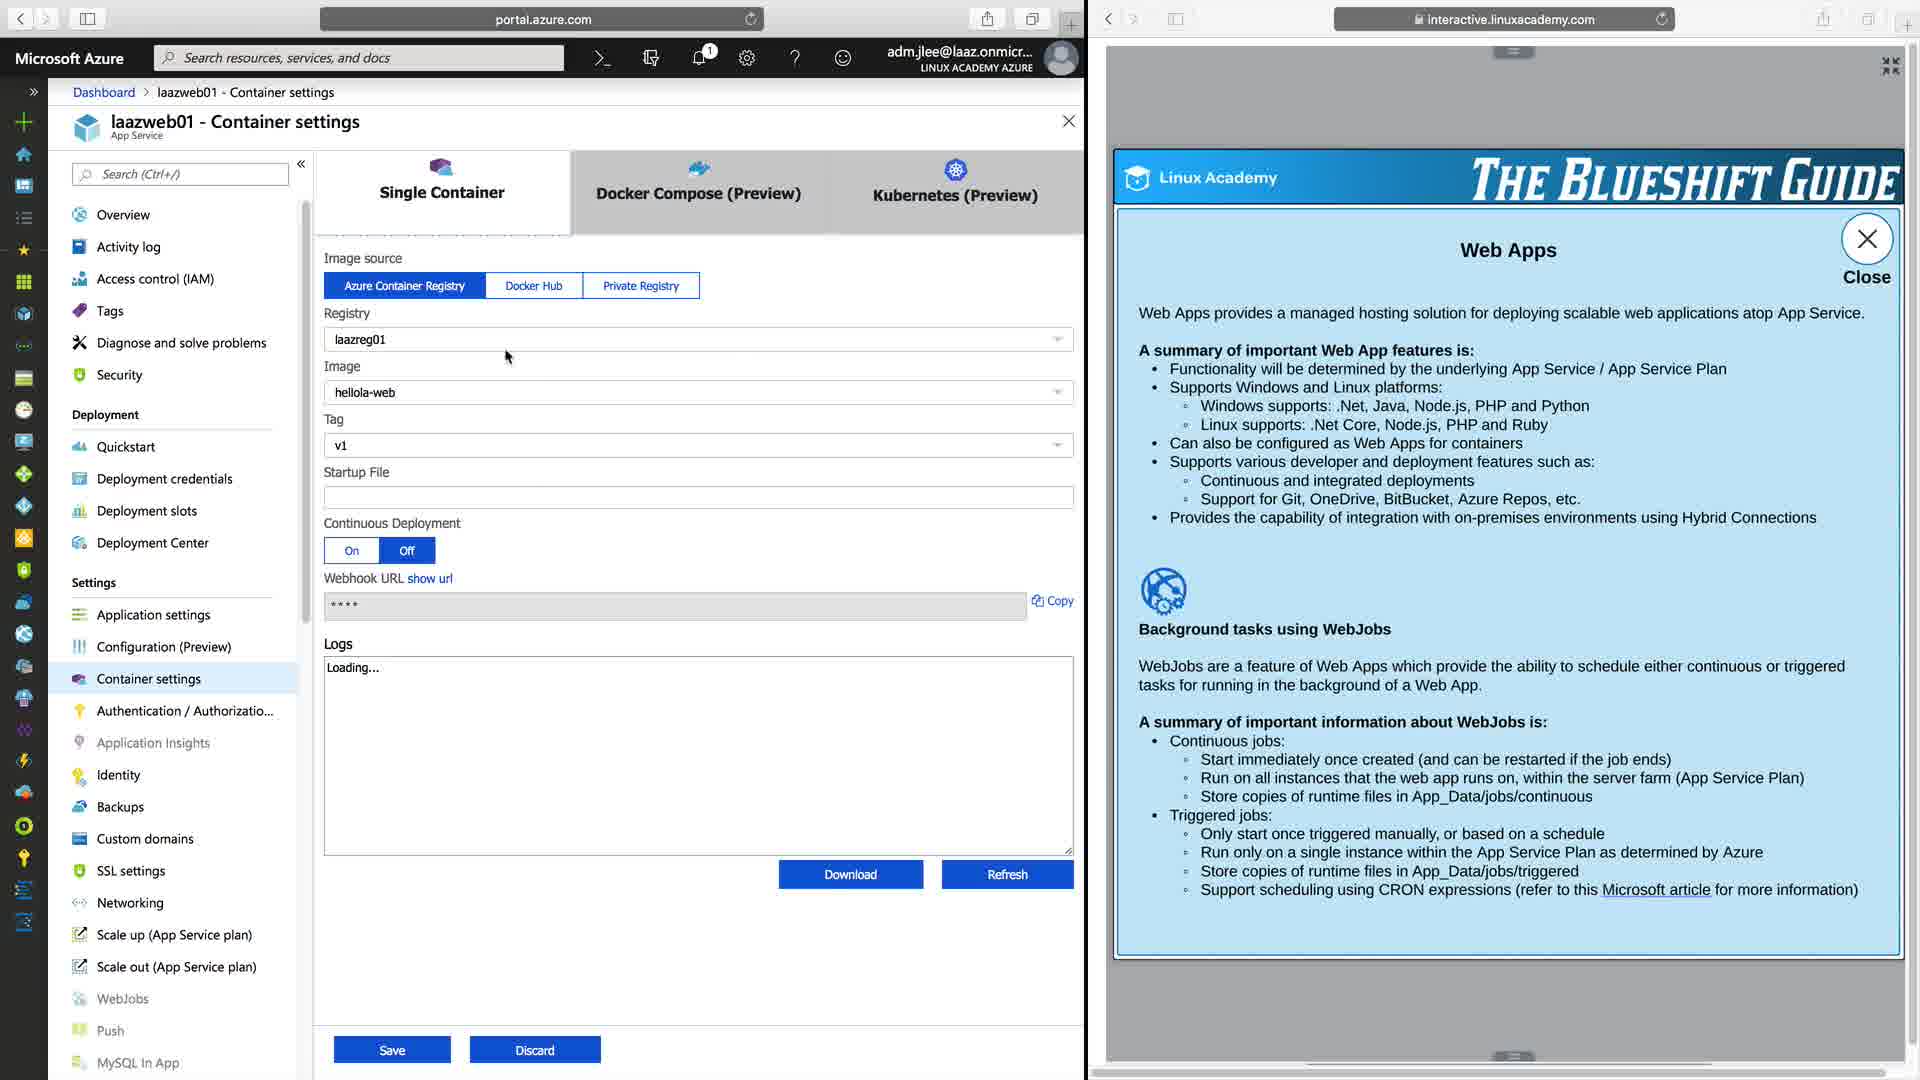 portal.azure.com
Microsoft Azure
Search resources, services, and docs
1
adm.jlee@laaz.onmicr...
LINUX ACADEMY AZURE
Dashboard > laazweb01 - Container settings
laazweb01 - Container settings
App Service
Search (Ctrl+/)
Overview
Activity log
Access control (IAM)
Tags
Diagnose and solve problems
Security
Deployment
Quickstart
Deployment credentials
Deployment slots
Deployment Center
Settings
Application settings
Configuration (Preview)
Container settings
Authentication / Authorizatio...
Application Insights
Identity
Backups
Custom domains
SSL settings
Networking
Scale up (App Service plan)
Scale out (App Service plan)
WebJobs
Push
MySQL In App
Single Container
Docker Compose (Preview)
Kubernetes (Preview)
Image source
Azure Container Registry
Docker Hub
Private Registry
Registry
laazreg01
Image
hellola-web
Tag
v1
Startup File
Continuous Deployment
On
Off
Webhook URL show url
****
Copy
Logs
Loading...
Download
Refresh
Save
Discard
interactive.linuxacademy.com
Linux Academy
THE BLUESHIFT GUIDE
Web Apps
Close
Web Apps provides a managed hosting solution for deploying scalable web applications atop App Service.
A summary of important Web App features is:
• Functionality will be determined by the underlying App Service / App Service Plan
• Supports Windows and Linux platforms:
◦ Windows supports: .Net, Java, Node.js, PHP and Python
◦ Linux supports: .Net Core, Node.js, PHP and Ruby
• Can also be configured as Web Apps for containers
• Supports various developer and deployment features such as:
◦ Continuous and integrated deployments
◦ Support for Git, OneDrive, BitBucket, Azure Repos, etc.
• Provides the capability of integration with on-premises environments using Hybrid Connections
Background tasks using WebJobs
WebJobs are a feature of Web Apps which provide the ability to schedule either continuous or triggered
tasks for running in the background of a Web App.
A summary of important information about WebJobs is:
• Continuous jobs:
◦ Start immediately once created (and can be restarted if the job ends)
◦ Run on all instances that the web app runs on, within the server farm (App Service Plan)
◦ Store copies of runtime files in App_Data/jobs/continuous
• Triggered jobs:
◦ Only start once triggered manually, or based on a schedule
◦ Run only on a single instance within the App Service Plan as determined by Azure
◦ Store copies of runtime files in App_Data/jobs/triggered
◦ Support scheduling using CRON expressions (refer to this Microsoft article for more information)